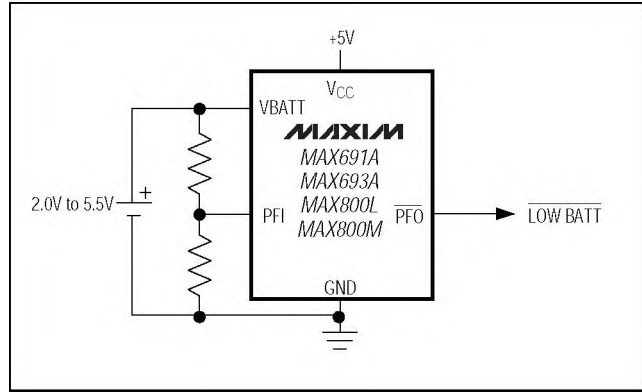 +5V
VCC
VBATT
MAXIM
MAX691A
MAX693A
2.0V to 5.5V
+
PFI
MAX800L
PFO
LOW BATT
MAX800M
GND